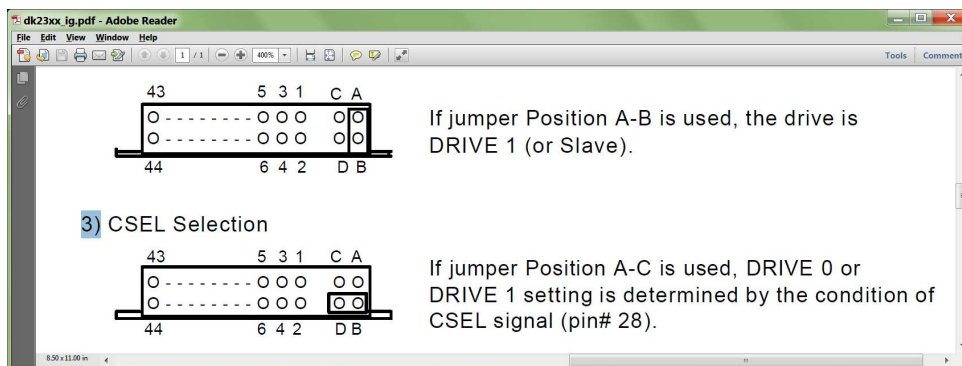 dk23xx_ig.pdf - Adobe Reader
File Edit View Window Help
1 / 1 400% Tools Comment
43 5 3 1 C A
44 6 4 2 D B
If jumper Position A-B is used, the drive is
DRIVE 1 (or Slave).
3) CSEL Selection
43 5 3 1 C A
44 6 4 2 D B
If jumper Position A-C is used, DRIVE 0 or
DRIVE 1 setting is determined by the condition of
CSEL signal (pin# 28).
8.50 x 11.00 in